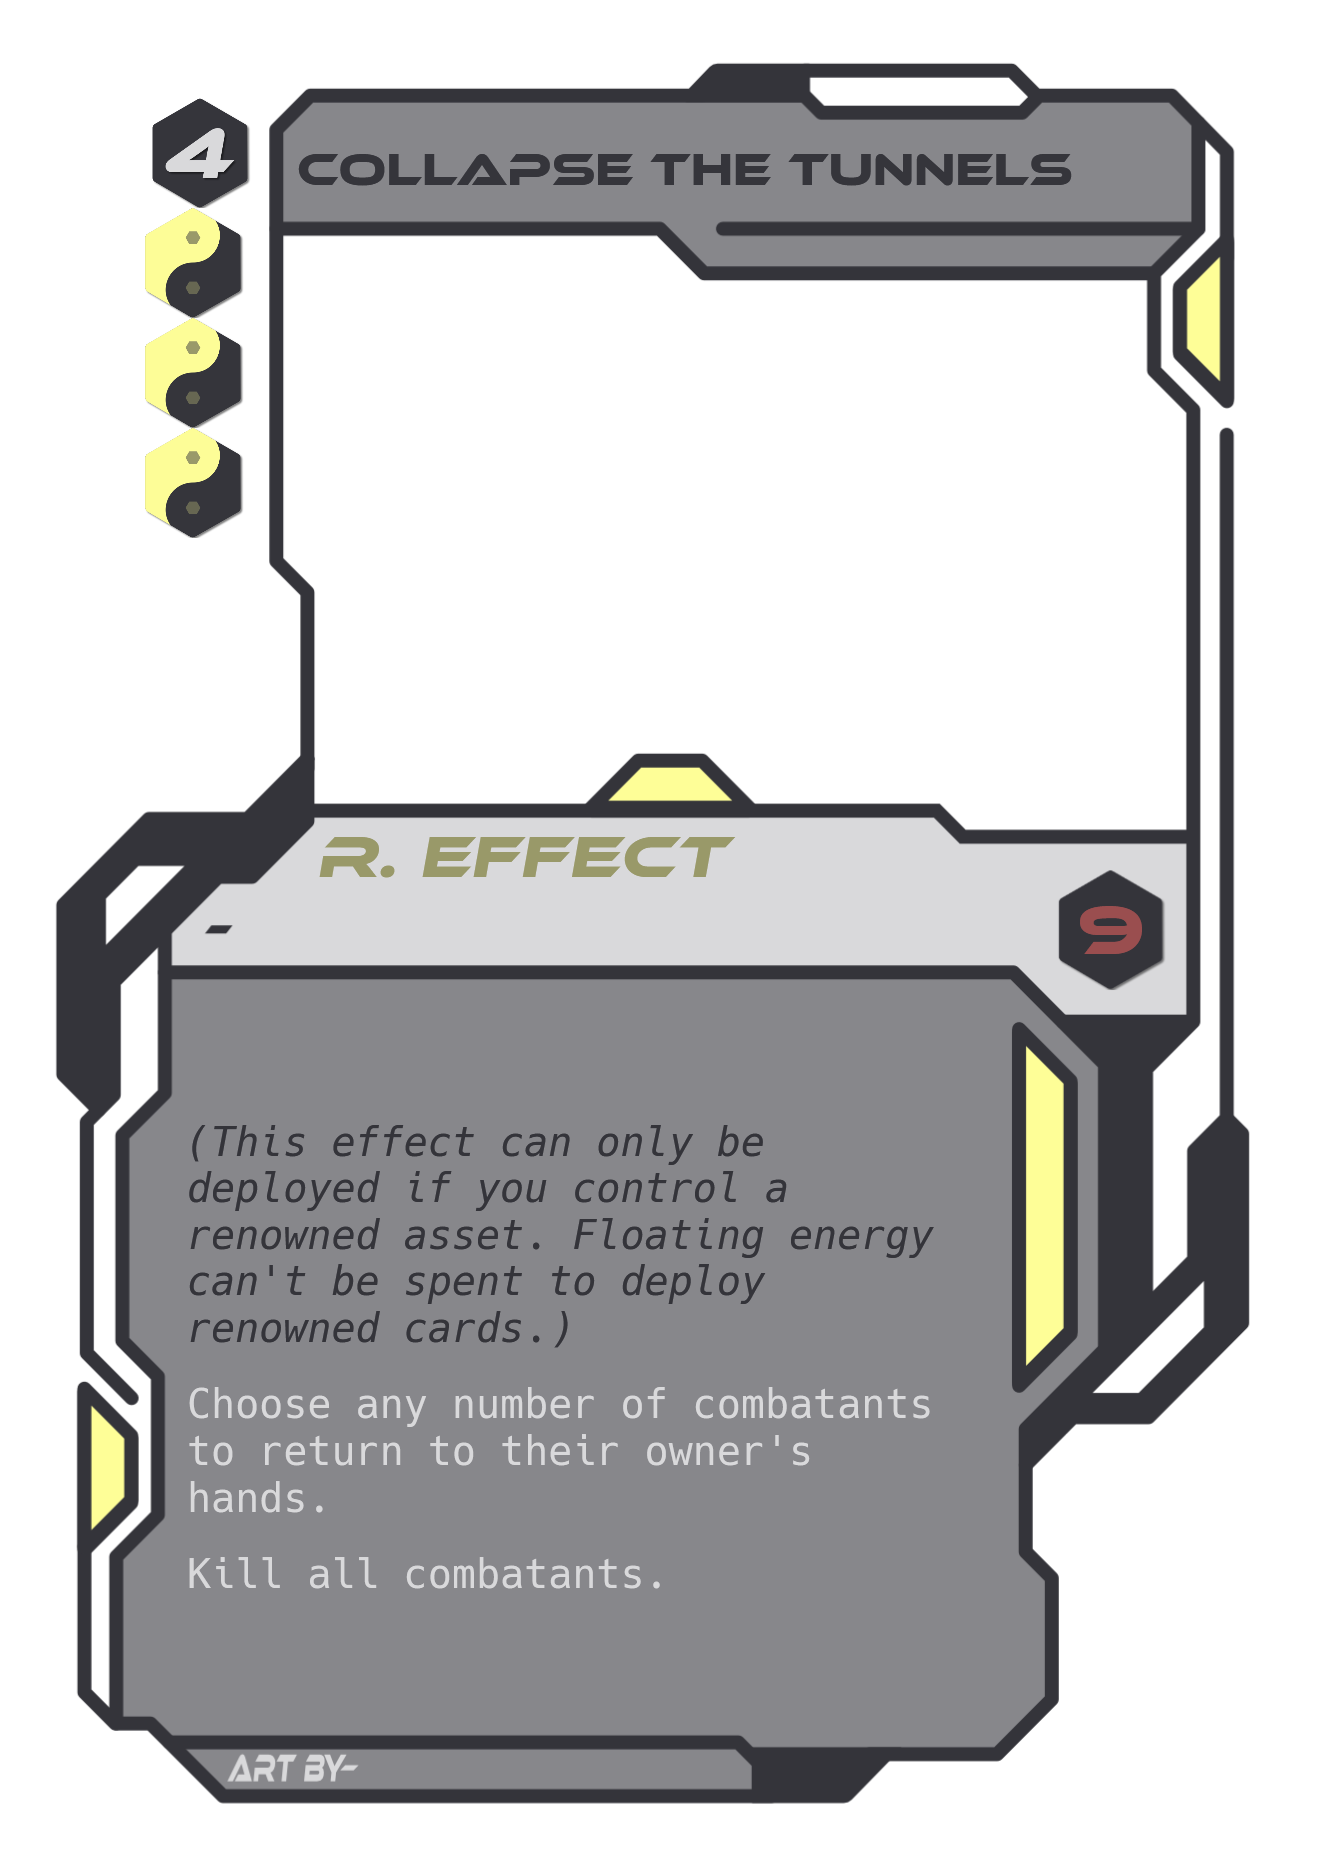 4
COLLAPSE THE TUNNELS
R. EFFECT
-
9
(This effect can only be
deployed if you control a
renowned asset. Floating energy
can't be spent to deploy
renowned cards.)
Choose any number of combatants
to return to their owner's
hands.
Kill all combatants.
ART BY-